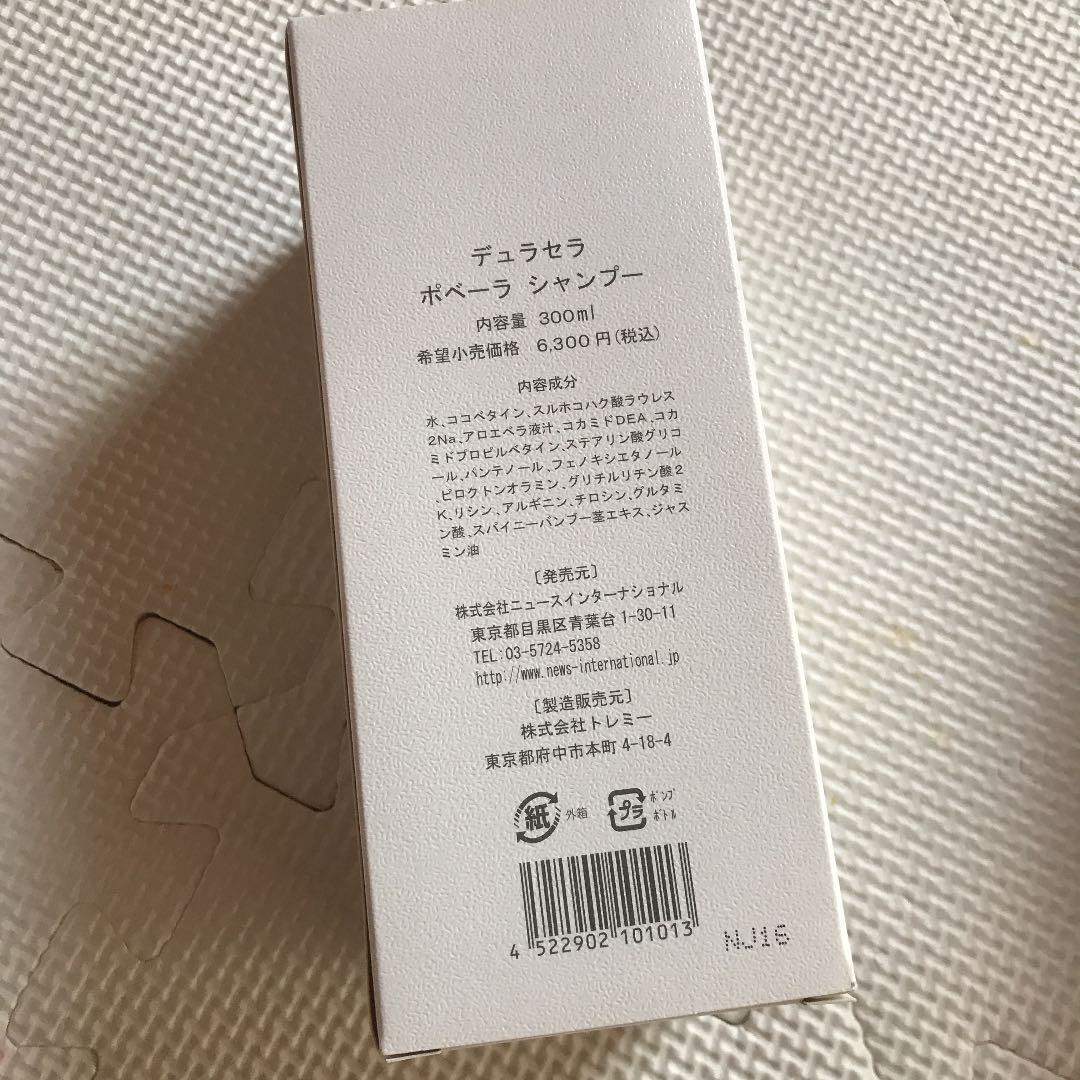 デュラセラ
ポベーラ シャンプー
内容量 300ml
希望小売価格 6,300円(税込)
内容成分
水、ココベタイン、スルホコハク酸ラウレス
2Na、アロエベラ液汁、コカミドDEA、コカ
ミドプロピルベタイン、ステアリン酸グリコ
ール、パンテノール、フェノキシエタノール
、ピロクトンオラミン、グリチルリチン酸2
K、リシン、アルギニン、チロシン、グルタミ
ン酸、スパイニーバンブー茎エキス、ジャス
ミン油
[発売元]
株式会社ニュースインターナショナル
東京都目黒区青葉台 1-30-11
TEL:03-5724-5358
http://www.news-international.jp
[製造販売元]
株式会社トレミー
東京都府中市本町 4-18-4
紙 外箱 プラ ポンプ
ボトル
4 522902 101013
NJ16